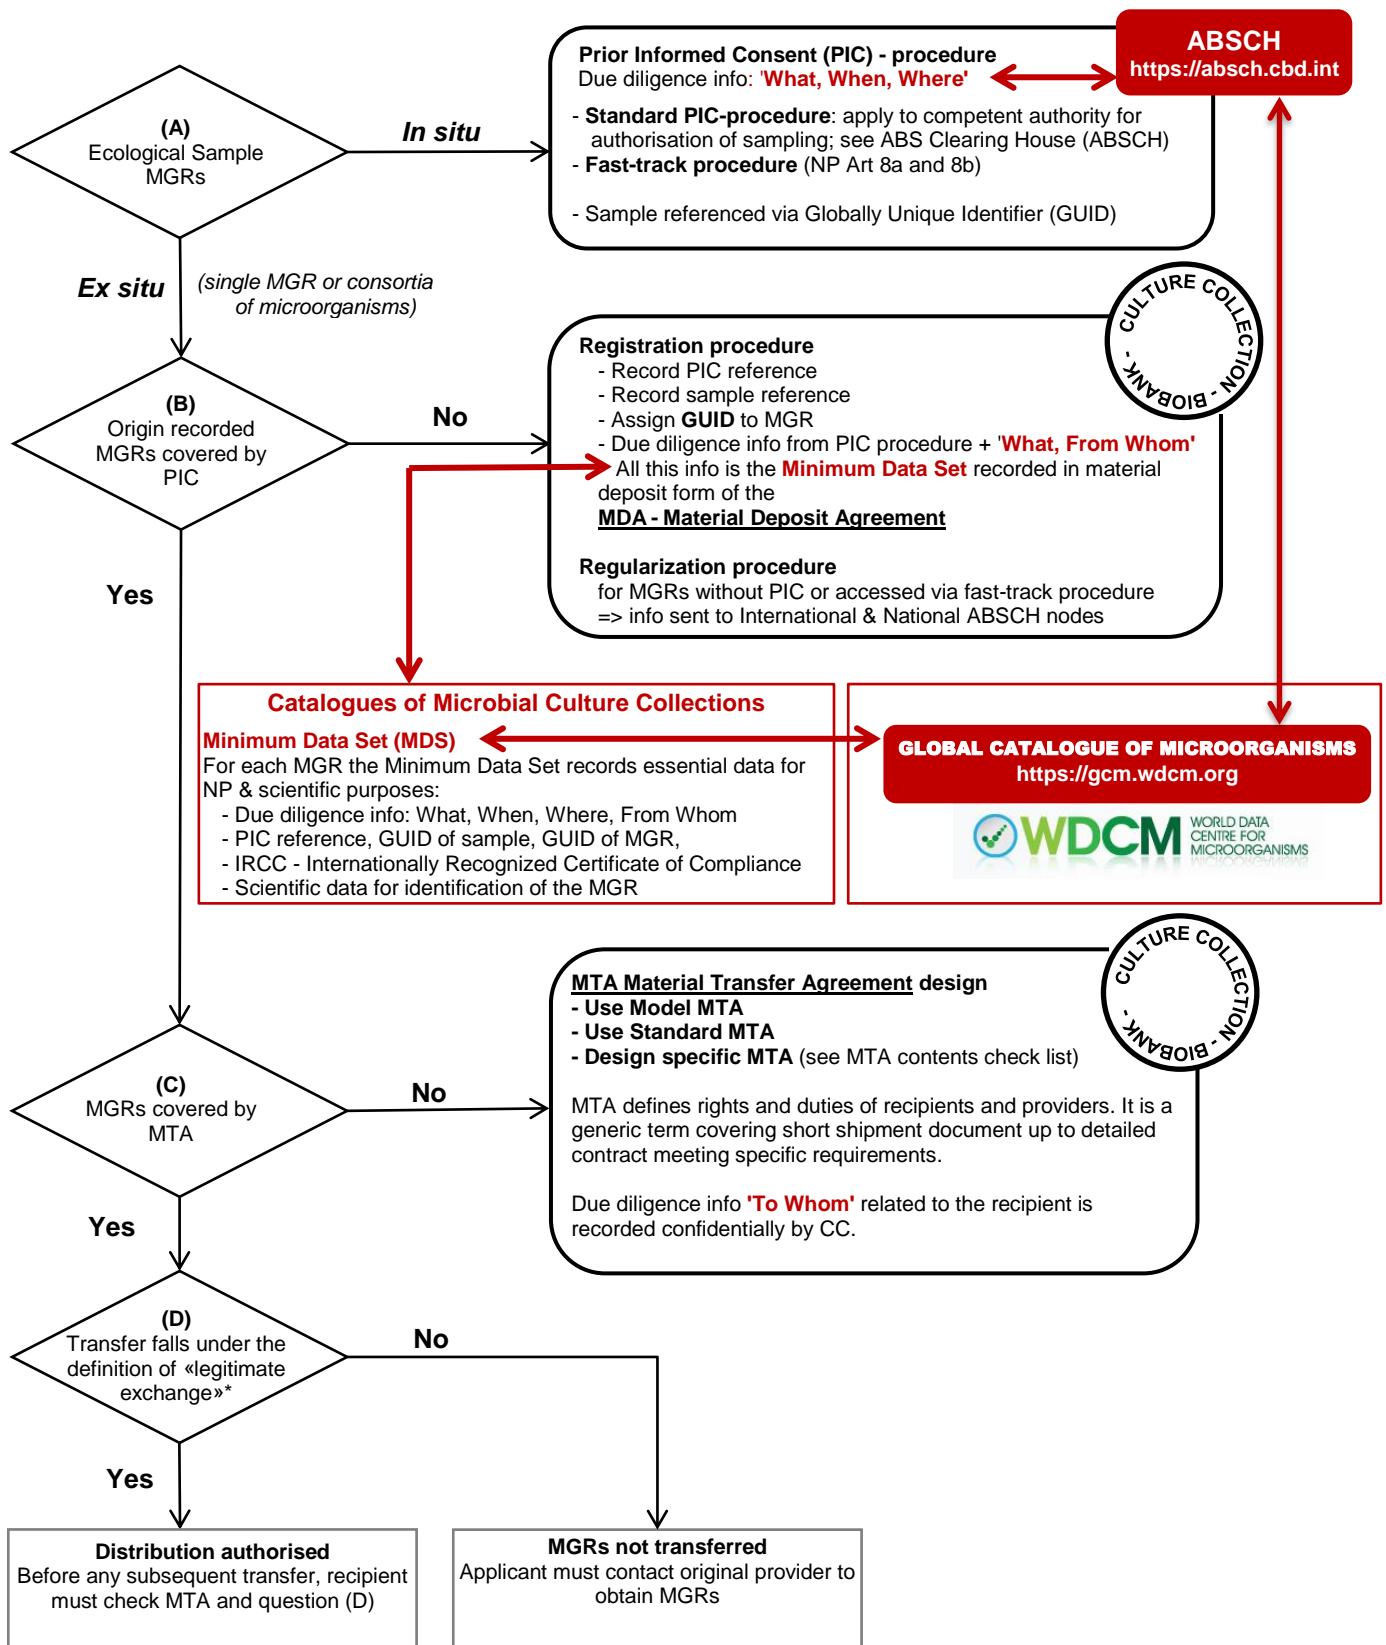 ABSCH
https://absch.cbd.int
Prior Informed Consent (PIC) - procedure
Due diligence info: 'What, When, Where'
- Standard PIC-procedure: apply to competent authority for
authorisation of sampling; see ABS Clearing House (ABSCH)
- Fast-track procedure (NP Art 8a and 8b)
- Sample referenced via Globally Unique Identifier (GUID)
(A)
Ecological Sample
MGRs
In situ
Ex situ
(single MGR or consortia
of microorganisms)
CULTURE COLLECTION - BIOBANK -
Registration procedure
- Record PIC reference
- Record sample reference
- Assign GUID to MGR
- Due diligence info from PIC procedure + 'What, From Whom'
All this info is the Minimum Data Set recorded in material
deposit form of the
MDA - Material Deposit Agreement
Regularization procedure
for MGRs without PIC or accessed via fast-track procedure
=> info sent to International & National ABSCH nodes
(B)
Origin recorded
MGRs covered by
PIC
No
Yes
Catalogues of Microbial Culture Collections
Minimum Data Set (MDS)
For each MGR the Minimum Data Set records essential data for
NP & scientific purposes:
- Due diligence info: What, When, Where, From Whom
- PIC reference, GUID of sample, GUID of MGR,
- IRCC - Internationally Recognized Certificate of Compliance
- Scientific data for identification of the MGR
GLOBAL CATALOGUE OF MICROORGANISMS
https://gcm.wdcm.org
WDCM
WORLD DATA
CENTRE FOR
MICROORGANISMS
CULTURE COLLECTION - BIOBANK -
MTA Material Transfer Agreement design
- Use Model MTA
- Use Standard MTA
- Design specific MTA (see MTA contents check list)
MTA defines rights and duties of recipients and providers. It is a
generic term covering short shipment document up to detailed
contract meeting specific requirements.
Due diligence info 'To Whom' related to the recipient is
recorded confidentially by CC.
(C)
MGRs covered by
MTA
No
Yes
(D)
Transfer falls under the
definition of «legitimate
exchange»*
No
Yes
Distribution authorised
Before any subsequent transfer, recipient
must check MTA and question (D)
MGRs not transferred
Applicant must contact original provider to
obtain MGRs